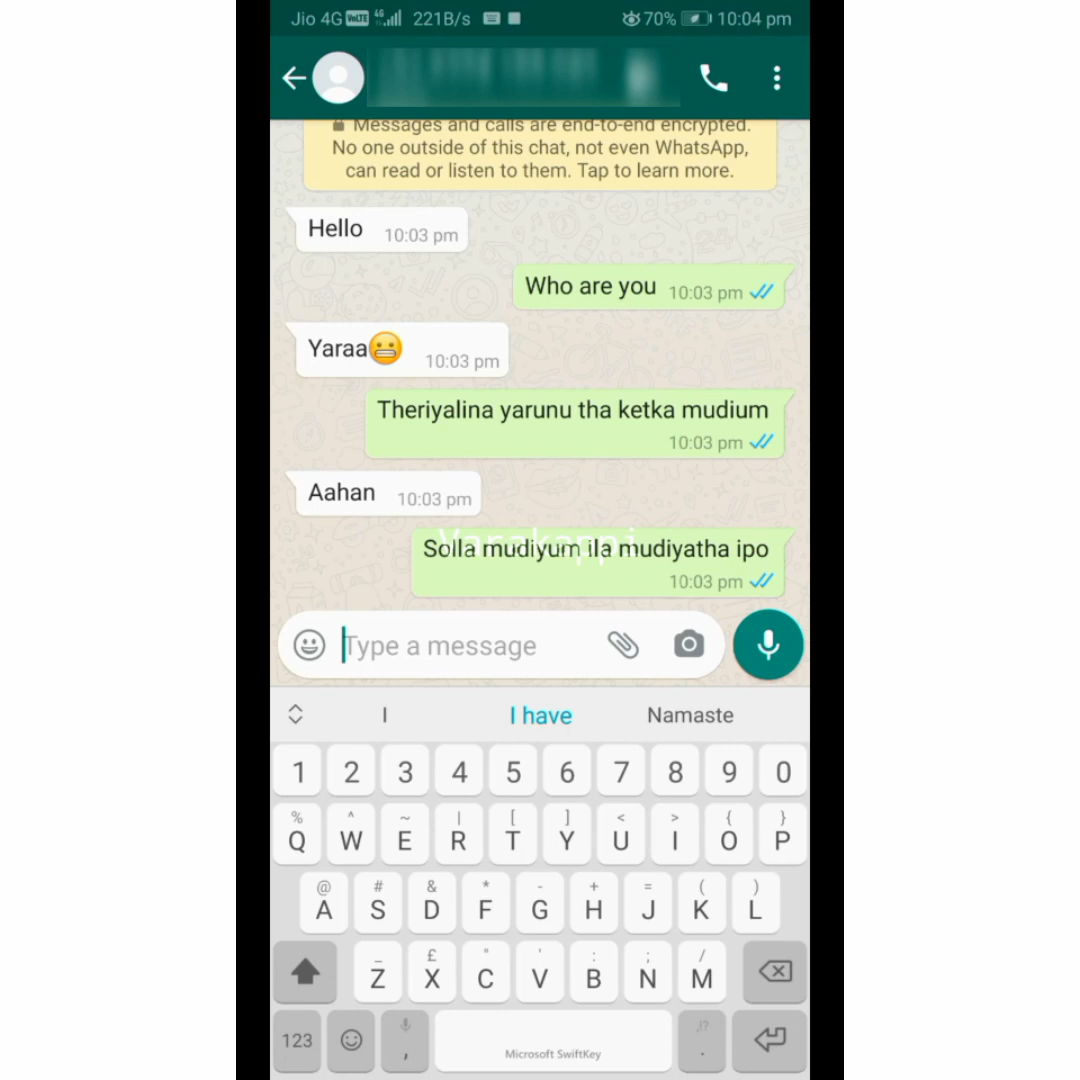 Jio 4G VoLTE 4G 221B/s 70% 10:04 pm
Messages and calls are end-to-end encrypted.
No one outside of this chat, not even WhatsApp,
can read or listen to them. Tap to learn more.
Hello 10:03 pm
Who are you 10:03 pm
Yaraa😬 10:03 pm
Theriyalina yarunu tha ketka mudium
10:03 pm
Aahan 10:03 pm
Varakappi
Solla mudiyum ila mudiyatha ipo
10:03 pm
Type a message
I I have Namaste
1 2 3 4 5 6 7 8 9 0
% ^ ~ | [ ] < > { }
Q W E R T Y U I O P
@ # & * - + = ( )
A S D F G H J K L
_ £ " ' : ; /
Z X C V B N M
123 , Microsoft SwiftKey ,!? .